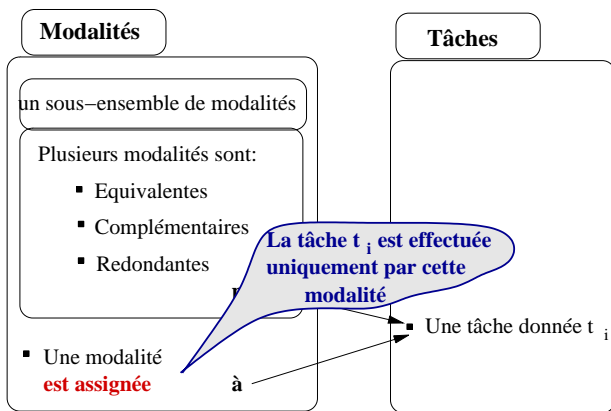 Modalités
Tâches
un sous-ensemble de modalités
Plusieurs modalités sont:
▪ Equivalentes
▪ Complémentaires
▪ Redondantes
La tâche t i est effectuée
uniquement par cette
modalité
▪ Une tâche donnée t i
▪ Une modalité
est assignée à